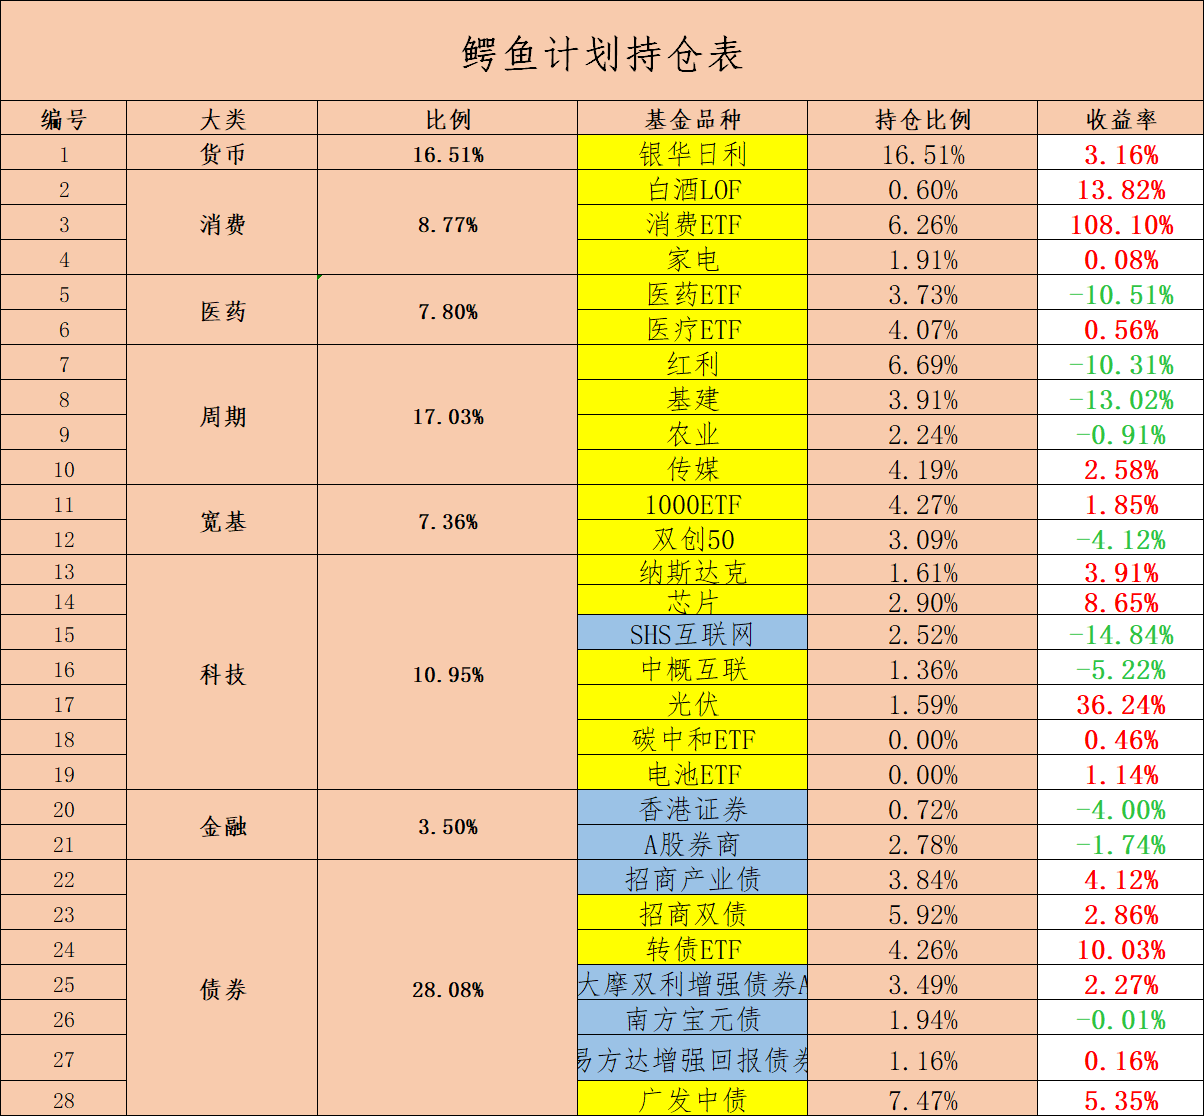 鳄鱼计划持仓表
编号 大类 比例 基金品种 持仓比例 收益率
1 货币 16.51% 银华日利 16.51% 3.16%
2 白酒LOF 0.60% 13.82%
3 消费 8.77% 消费ETF 6.26% 108.10%
4 家电 1.91% 0.08%
5 医药ETF 3.73% -10.51%
医药 7.80%
6 医疗ETF 4.07% 0.56%
7 红利 6.69% -10.31%
8 基建 3.91% -13.02%
周期 17.03%
9 农业 2.24% -0.91%
10 传媒 4.19% 2.58%
11 1000ETF 4.27% 1.85%
宽基 7.36%
12 双创50 3.09% -4.12%
13 纳斯达克 1.61% 3.91%
14 芯片 2.90% 8.65%
15 SHS互联网 2.52% -14.84%
16 科技 10.95% 中概互联 1.36% -5.22%
17 光伏 1.59% 36.24%
18 碳中和ETF 0.00% 0.46%
19 电池ETF 0.00% 1.14%
20 香港证券 0.72% -4.00%
金融 3.50%
21 A股券商 2.78% -1.74%
22 招商产业债 3.84% 4.12%
23 招商双债 5.92% 2.86%
24 转债ETF 4.26% 10.03%
25 债券 28.08% 大摩双利增强债券A 3.49% 2.27%
26 南方宝元债 1.94% -0.01%
27 易方达增强回报债券 1.16% 0.16%
28 广发中债 7.47% 5.35%